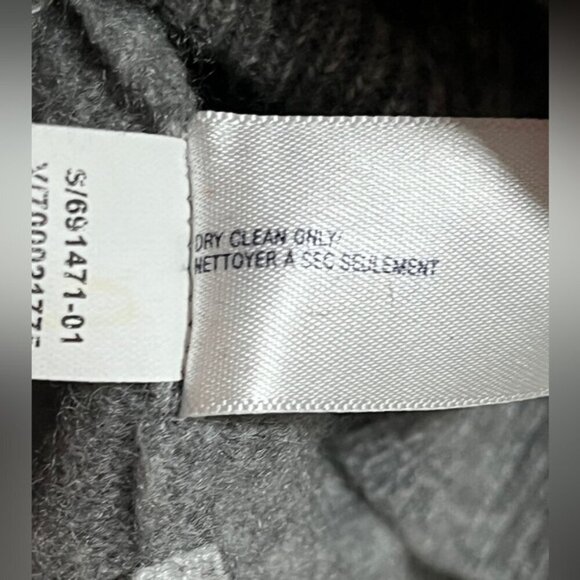 DRY CLEAN ONLY/
NETTOYER A SEC SEULEMENT
S/691471-01